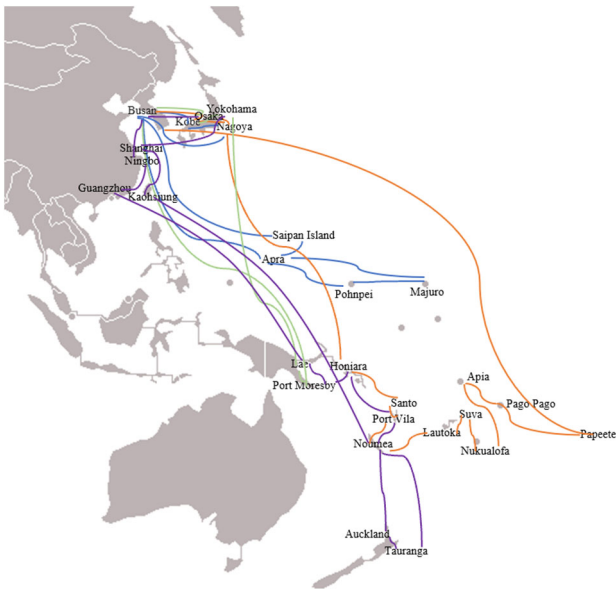 Busan
Yokohama
Osaka
Kobe
Nagoya
Shanghai
Ningbo
Guangzhou
Kaohsiung
Saipan Island
Apra
Pohnpei
Majuro
Lae
Honiara
Port Moresby
Apia
Santo
Pago Pago
Port Vila
Suva
Lautoka
Papeete
Noumea
Nukualofa
Auckland
Tauranga